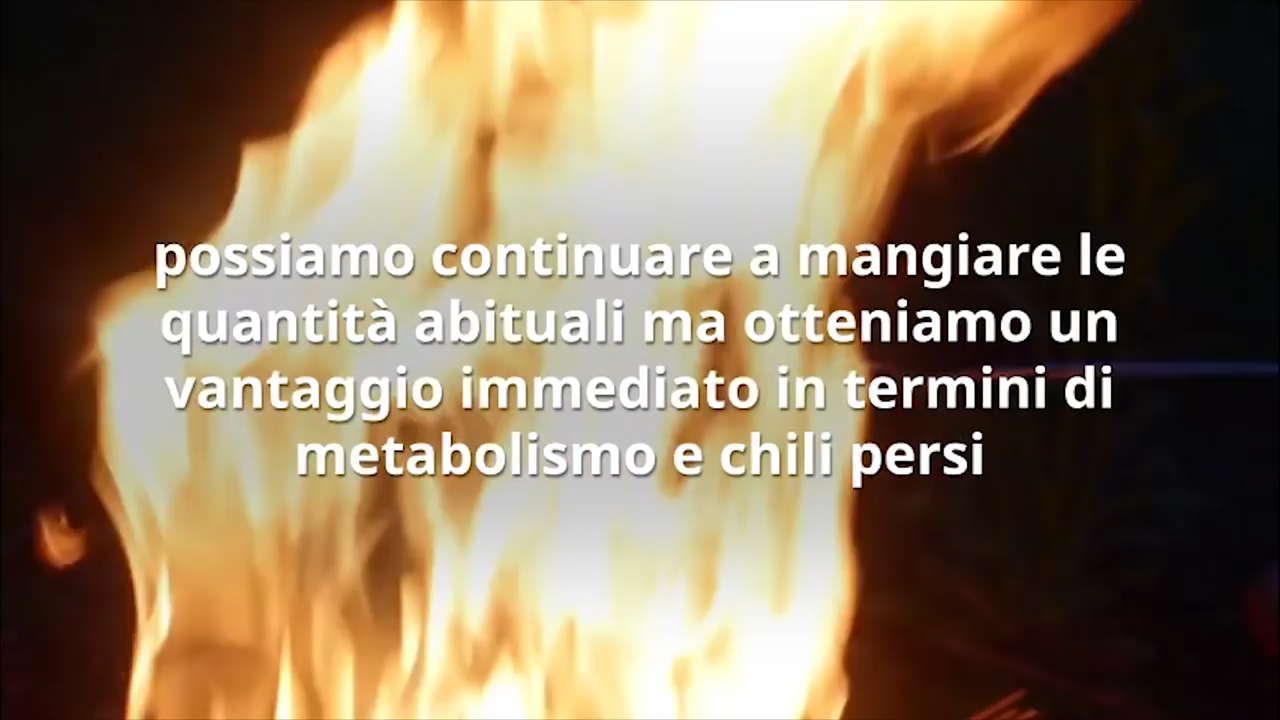 possiamo continuare a mangiare le
quantità abituali ma otteniamo un
vantaggio immediato in termini di
metabolismo e chili persi